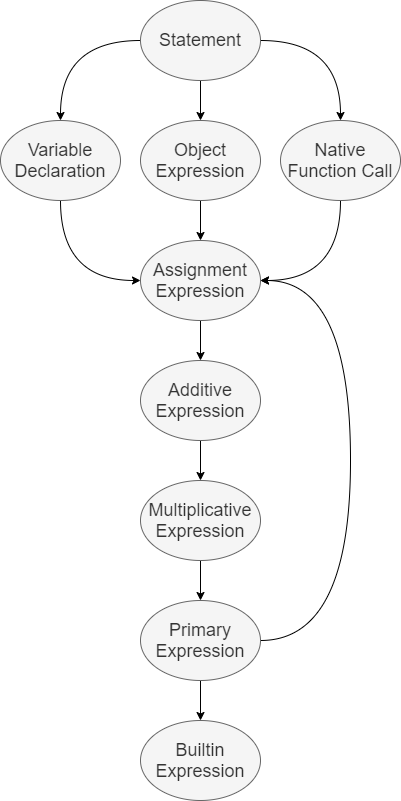 Statement
Variable
Declaration
Object
Expression
Native
Function Call
Assignment
Expression
Additive
Expression
Multiplicative
Expression
Primary
Expression
Builtin
Expression